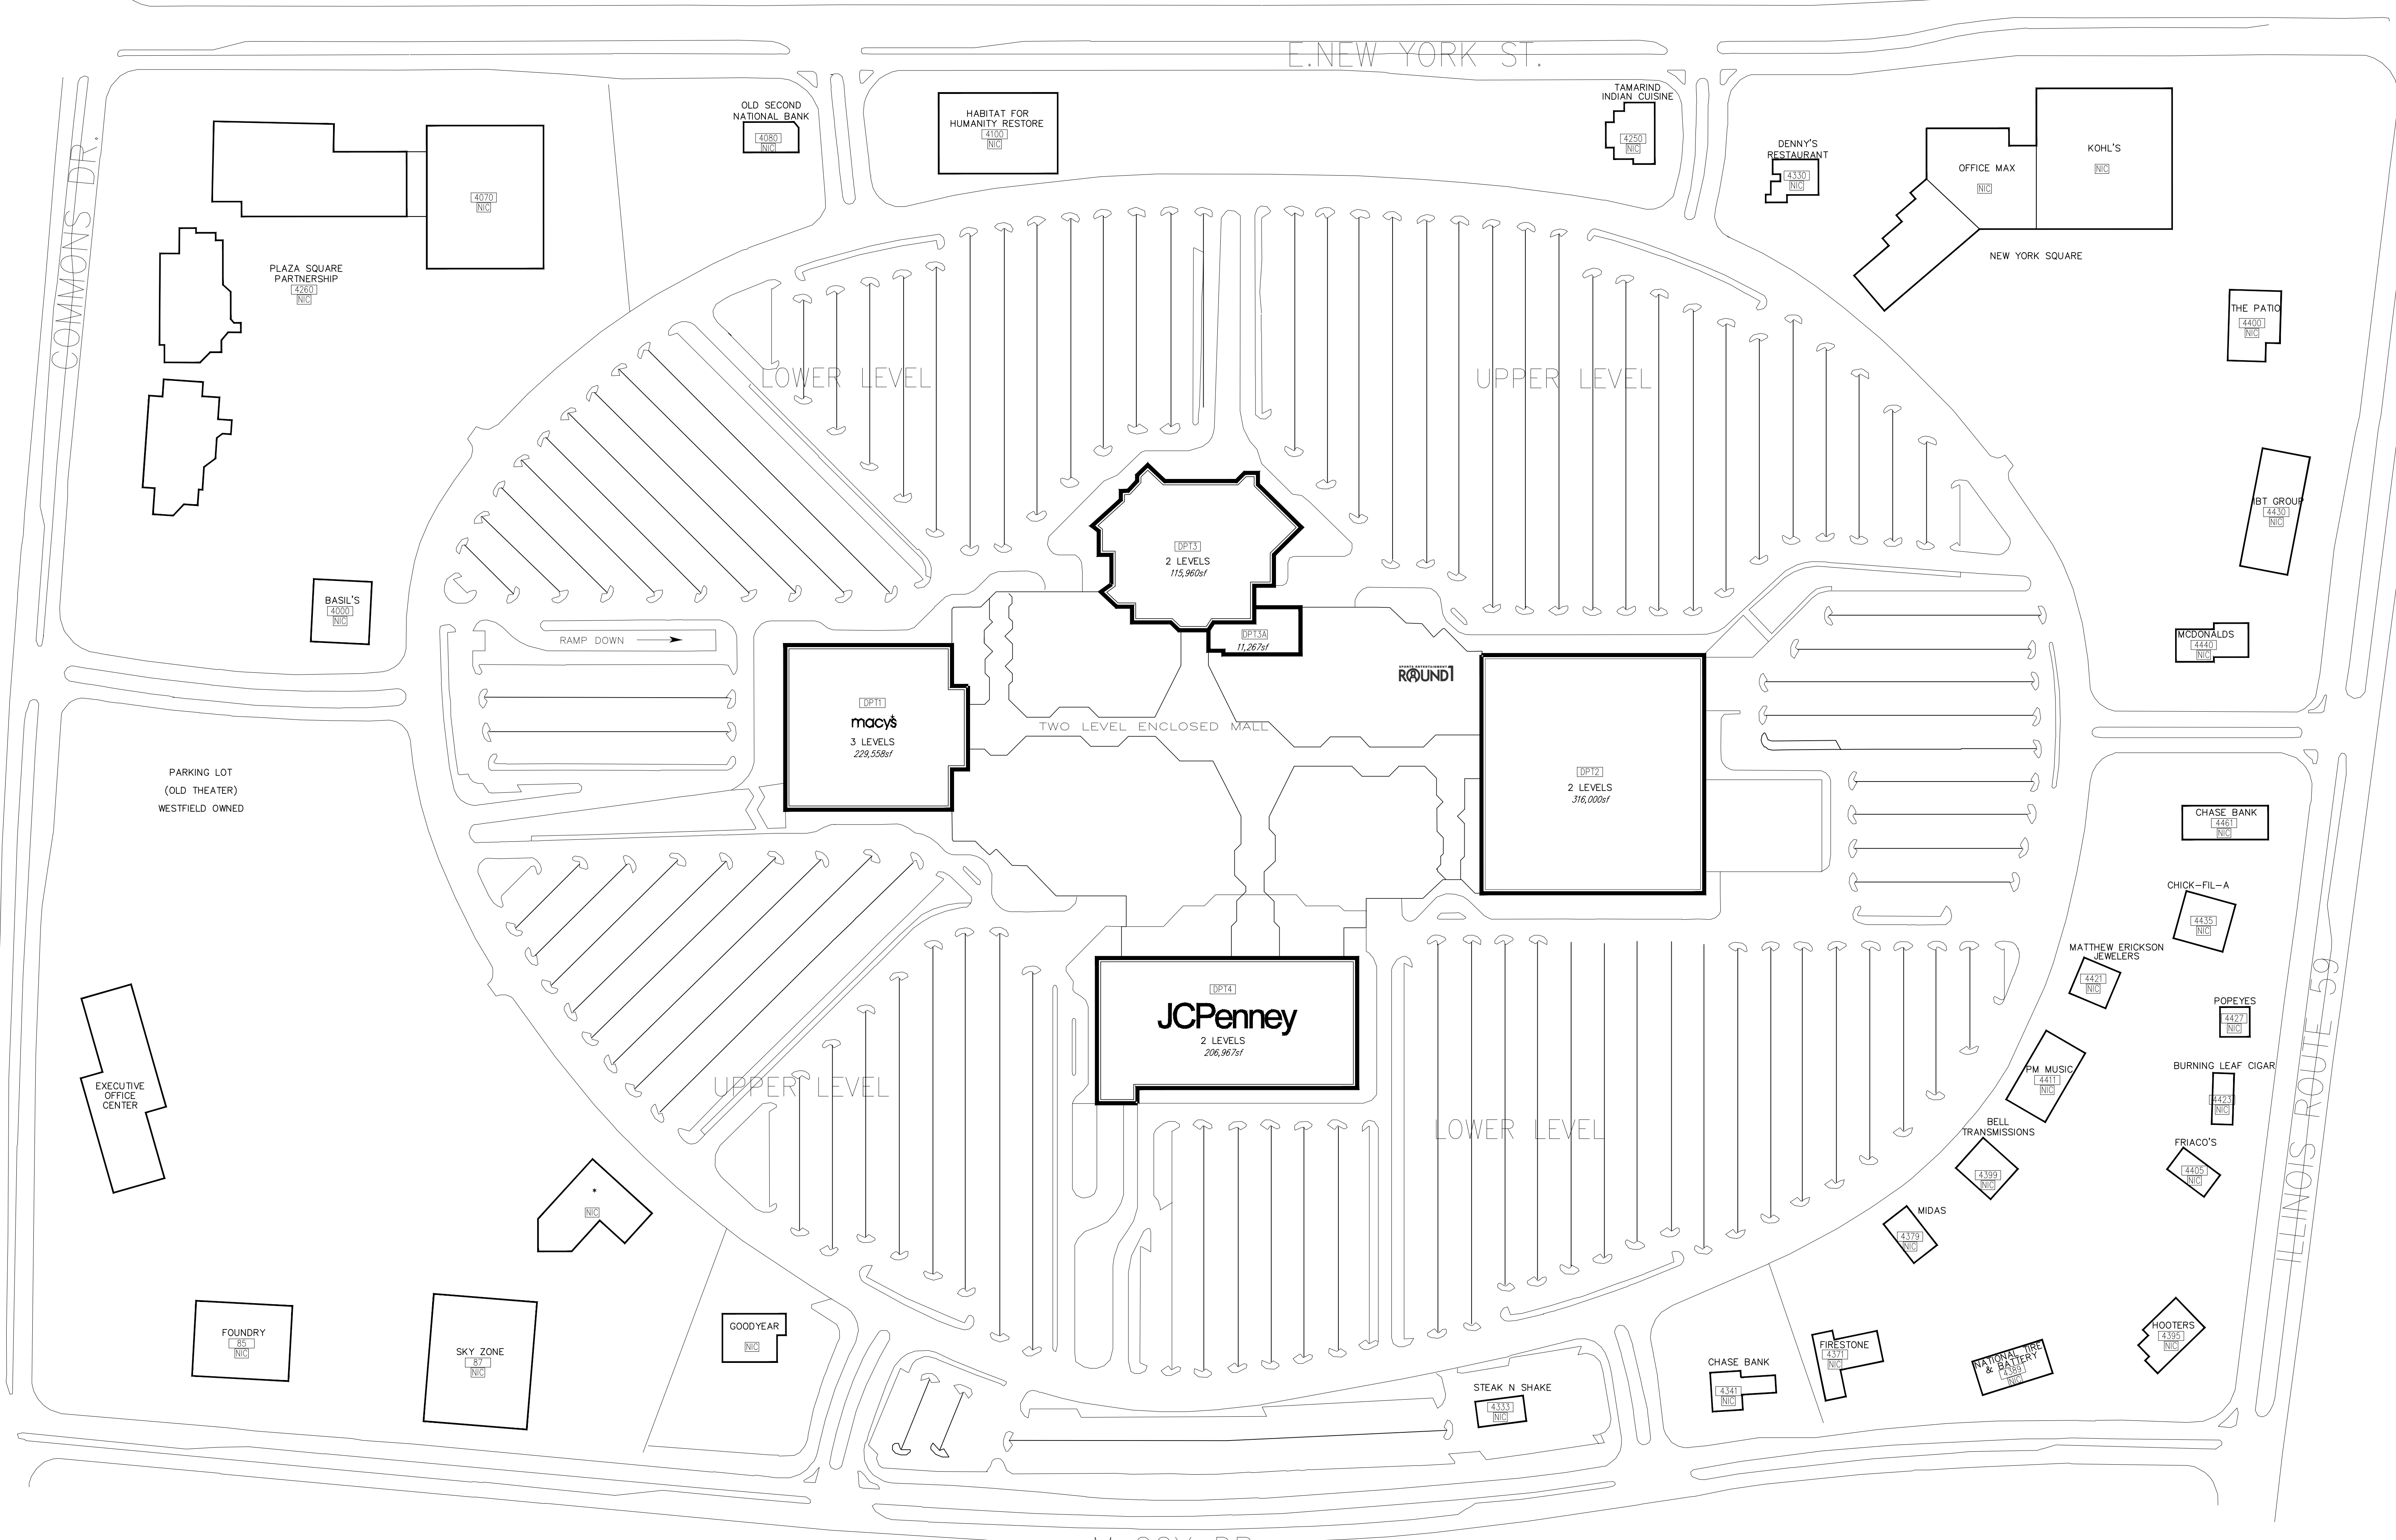 E.NEW YORK ST.
COMMONS DR.
OLD SECOND
NATIONAL BANK
4080
NIC
HABITAT FOR
HUMANITY RESTORE
4100
NIC
TAMARIND
INDIAN CUISINE
4250
NIC
DENNY'S
RESTAURANT
4330
NIC
OFFICE MAX
NIC
KOHL'S
NIC
NEW YORK SQUARE
4070
NIC
PLAZA SQUARE
PARTNERSHIP
4260
NIC
THE PATIO
4400
NIC
LOWER LEVEL
UPPER LEVEL
IBT GROUP
4430
NIC
BASIL'S
4000
NIC
RAMP DOWN
DPT3
2 LEVELS
115,960sf
DPT3A
11,267sf
SPORTS ENTERTAINMENT
ROUND1
MCDONALDS
4440
NIC
DPT1
macy's
3 LEVELS
229,558sf
TWO LEVEL ENCLOSED MALL
DPT2
2 LEVELS
316,000sf
PARKING LOT
(OLD THEATER)
WESTFIELD OWNED
CHASE BANK
4461
NIC
CHICK-FIL-A
4435
NIC
MATTHEW ERICKSON
JEWELERS
4421
NIC
POPEYES
4427
NIC
DPT4
JCPenney
2 LEVELS
206,967sf
PM MUSIC
4411
NIC
BURNING LEAF CIGAR
4423
NIC
ILLINOIS ROUTE 59
EXECUTIVE
OFFICE
CENTER
UPPER LEVEL
LOWER LEVEL
BELL
TRANSMISSIONS
4399
NIC
FRIACO'S
4405
NIC
*
NIC
MIDAS
4379
NIC
FOUNDRY
85
NIC
SKY ZONE
87
NIC
GOODYEAR
NIC
STEAK N SHAKE
4333
NIC
CHASE BANK
4341
NIC
FIRESTONE
4371
NIC
NATIONAL TIRE
& BATTERY
4389
NIC
HOOTERS
4395
NIC